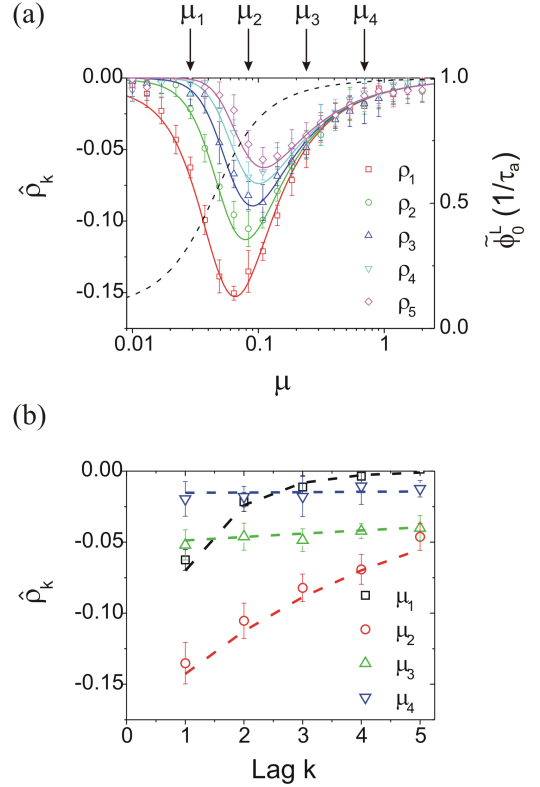 (a)
μ₁ μ₂ μ₃ μ₄
0.00 1.0
-0.05
-0.10 0.5
-0.15 0.0
ρ̂ₖ
ρ₁
ρ₂
ρ₃
ρ₄
ρ₅
φ̃₀ᴸ (1/τₐ)
0.01 0.1 1
μ
(b)
0.00
-0.05
-0.10
-0.15
ρ̂ₖ
μ₁
μ₂
μ₃
μ₄
0 1 2 3 4 5
Lag k